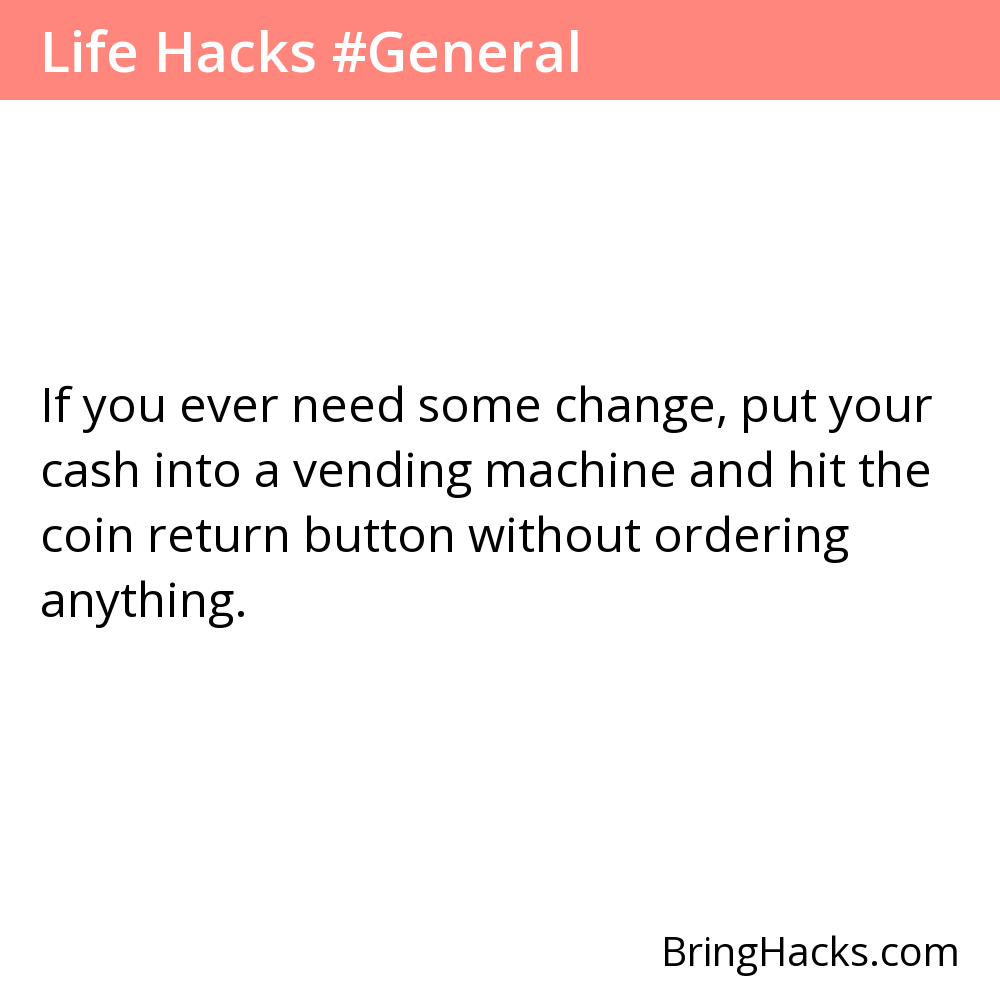 Life Hacks #General
If you ever need some change, put your
cash into a vending machine and hit the
coin return button without ordering
anything.
BringHacks.com